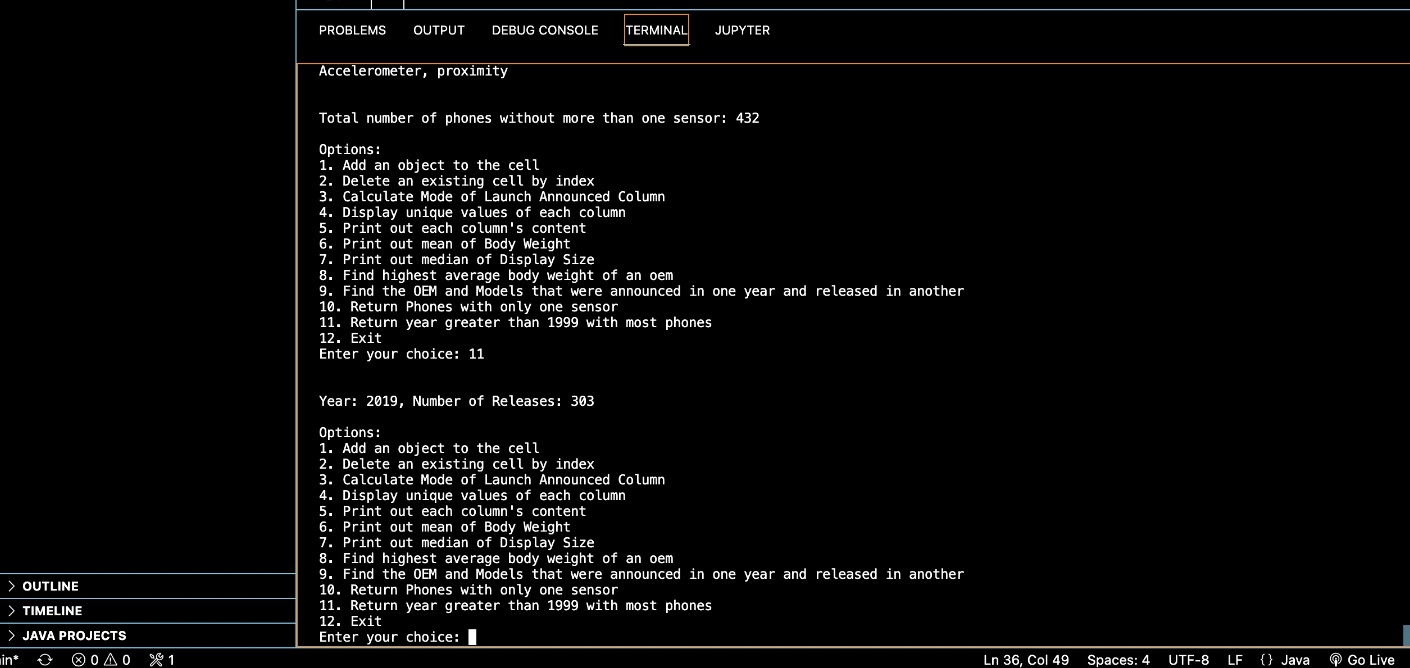 PROBLEMS OUTPUT DEBUG CONSOLE TERMINAL JUPYTER
Accelerometer, proximity
Total number of phones without more than one sensor: 432
Options:
1. Add an object to the cell
2. Delete an existing cell by index
3. Calculate Mode of Launch Announced Column
4. Display unique values of each column
5. Print out each column's content
6. Print out mean of Body Weight
7. Print out median of Display Size
8. Find highest average body weight of an oem
9. Find the OEM and Models that were announced in one year and released in another
10. Return Phones with only one sensor
11. Return year greater than 1999 with most phones
12. Exit
Enter your choice: 11
Year: 2019, Number of Releases: 303
Options:
1. Add an object to the cell
2. Delete an existing cell by index
3. Calculate Mode of Launch Announced Column
4. Display unique values of each column
5. Print out each column's content
6. Print out mean of Body Weight
7. Print out median of Display Size
8. Find highest average body weight of an oem
9. Find the OEM and Models that were announced in one year and released in another
10. Return Phones with only one sensor
11. Return year greater than 1999 with most phones
12. Exit
Enter your choice:
OUTLINE
TIMELINE
JAVA PROJECTS
in* 0 0 1 Ln 36, Col 49 Spaces: 4 UTF-8 LF {} Java Go Live